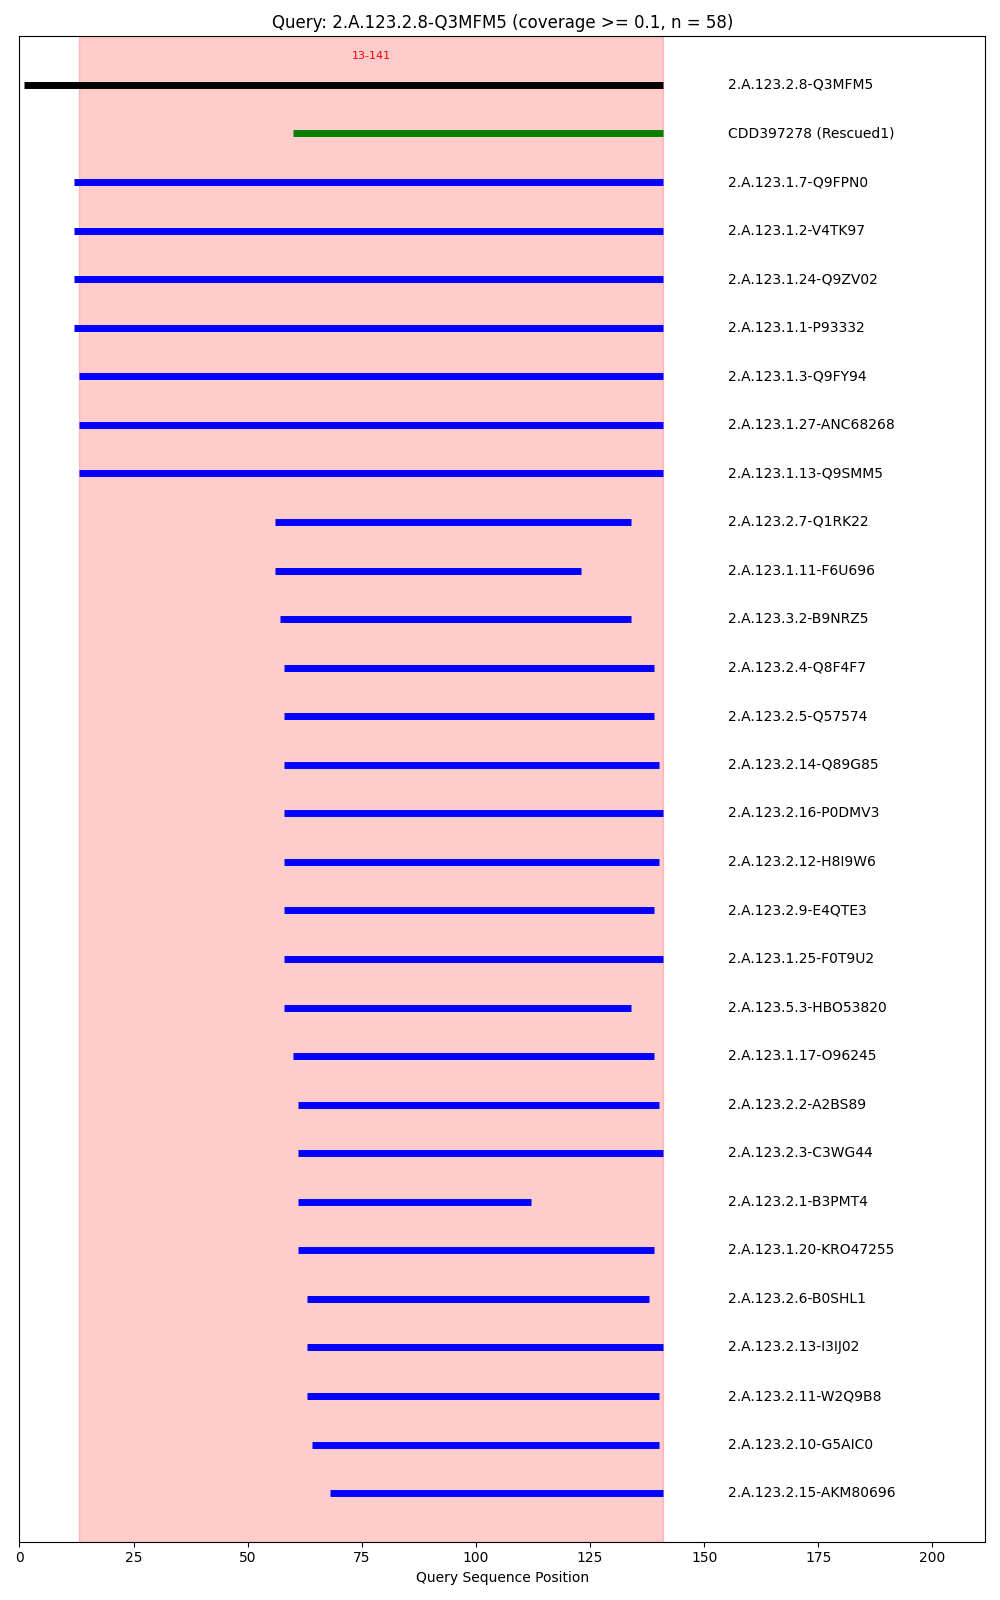 Query: 2.A.123.2.8-Q3MFM5 (coverage >= 0.1, n = 58)
13-141
2.A.123.2.8-Q3MFM5
CDD397278 (Rescued1)
2.A.123.1.7-Q9FPN0
2.A.123.1.2-V4TK97
2.A.123.1.24-Q9ZV02
2.A.123.1.1-P93332
2.A.123.1.3-Q9FY94
2.A.123.1.27-ANC68268
2.A.123.1.13-Q9SMM5
2.A.123.2.7-Q1RK22
2.A.123.1.11-F6U696
2.A.123.3.2-B9NRZ5
2.A.123.2.4-Q8F4F7
2.A.123.2.5-Q57574
2.A.123.2.14-Q89G85
2.A.123.2.16-P0DMV3
2.A.123.2.12-H8I9W6
2.A.123.2.9-E4QTE3
2.A.123.1.25-F0T9U2
2.A.123.5.3-HBO53820
2.A.123.1.17-O96245
2.A.123.2.2-A2BS89
2.A.123.2.3-C3WG44
2.A.123.2.1-B3PMT4
2.A.123.1.20-KRO47255
2.A.123.2.6-B0SHL1
2.A.123.2.13-I3IJ02
2.A.123.2.11-W2Q9B8
2.A.123.2.10-G5AIC0
2.A.123.2.15-AKM80696
0 25 50 75 100 125 150 175 200
Query Sequence Position